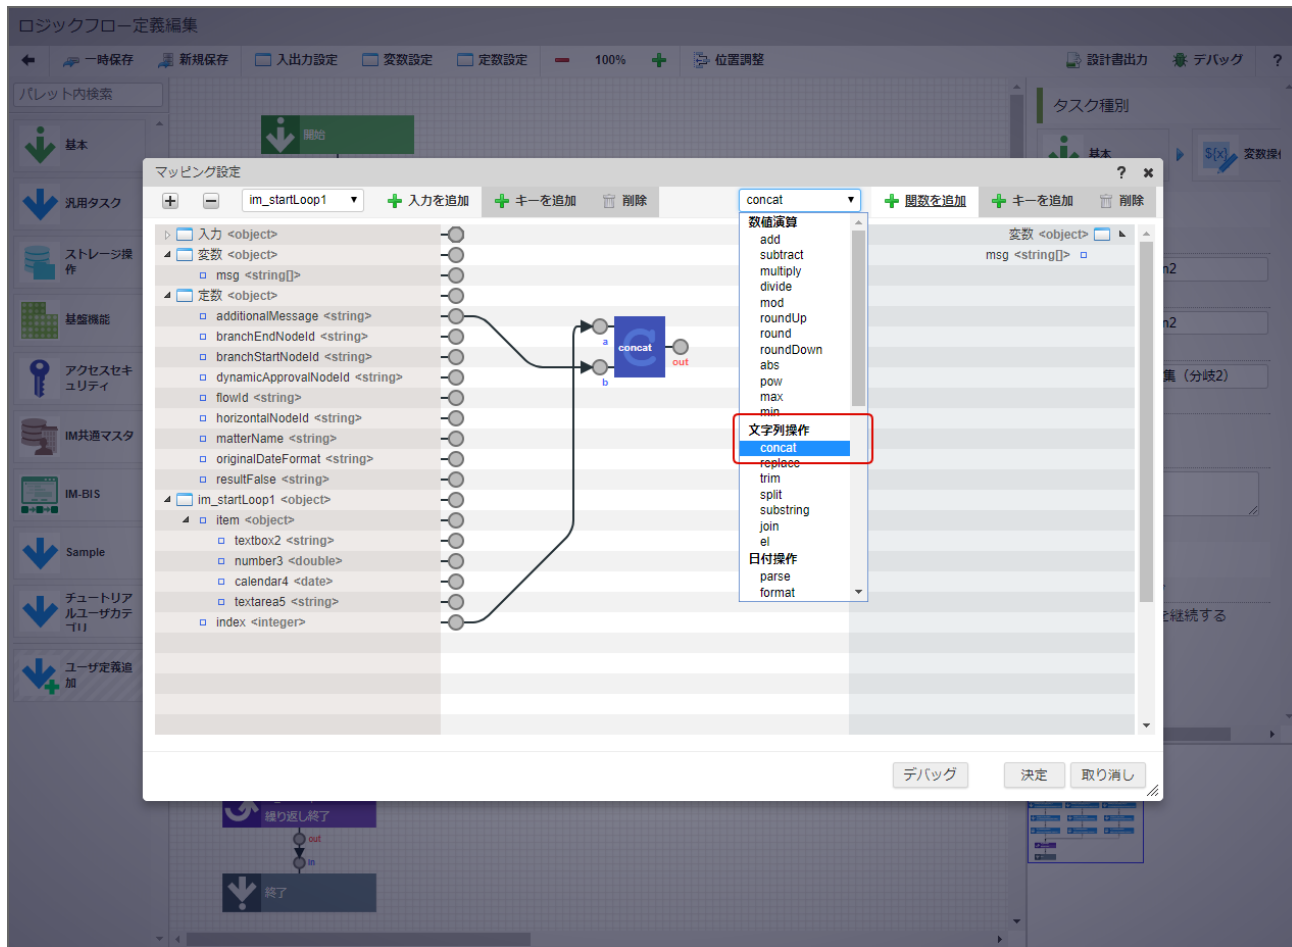 ロジックフロー定義編集
一時保存 新規保存 入出力設定 変数設定 定数設定 100% 位置調整 設計書出力 デバッグ ?
パレット内検索
基本
汎用タスク
ストレージ操
作
基盤機能
アクセスセキ
ュリティ
IM共通マスタ
IM-BIS
Sample
チュートリア
ルユーザカテ
ゴリ
ユーザ定義追
加
開始
タスク種別
基本 ${x} 変数操作
マッピング設定 ?
im_startLoop1 入力を追加 キーを追加 削除 concat 関数を追加 キーを追加 削除
入力 <object>
変数 <object>
msg <string[]>
定数 <object>
additionalMessage <string>
branchEndNodeId <string>
branchStartNodeId <string>
dynamicApprovalNodeId <string>
flowId <string>
horizontalNodeId <string>
matterName <string>
originalDateFormat <string>
resultFalse <string>
im_startLoop1 <object>
item <object>
textbox2 <string>
number3 <double>
calendar4 <date>
textarea5 <string>
index <integer>
a
concat
b
out
数値演算
add
subtract
multiply
divide
mod
roundUp
round
roundDown
abs
pow
max
min
文字列操作
concat
replace
trim
split
substring
join
el
日付操作
parse
format
変数 <object>
msg <string[]>
n2
n2
集（分岐2）
を継続する
デバッグ 決定 取り消し
繰り返し終了
out
in
終了